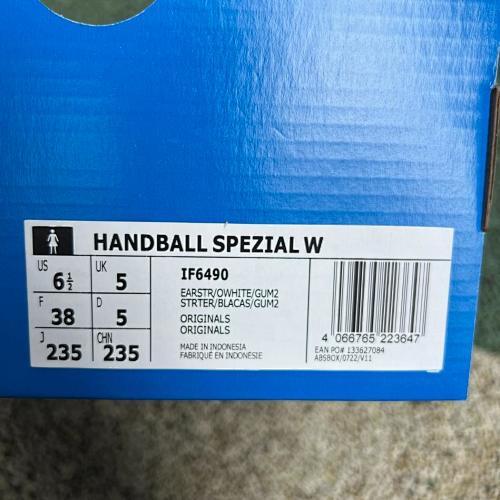 HANDBALL SPEZIAL W
US 6½ UK 5
F 38 D 5
J 235 CHN 235
IF6490
EARSTR/OWHITE/GUM2
STRTER/BLACAS/GUM2
ORIGINALS
ORIGINALS
MADE IN INDONESIA
FABRIQUÉ EN INDONÉSIE
4 066765 223647
EAN PO# 133627084
ABSBOX/0722/V11